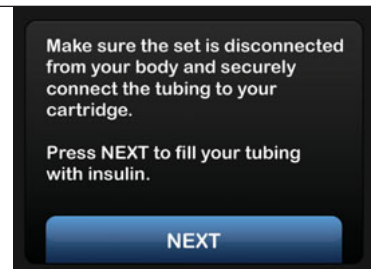 Make sure the set is disconnected
from your body and securely
connect the tubing to your
cartridge.
Press NEXT to fill your tubing
with insulin.
NEXT